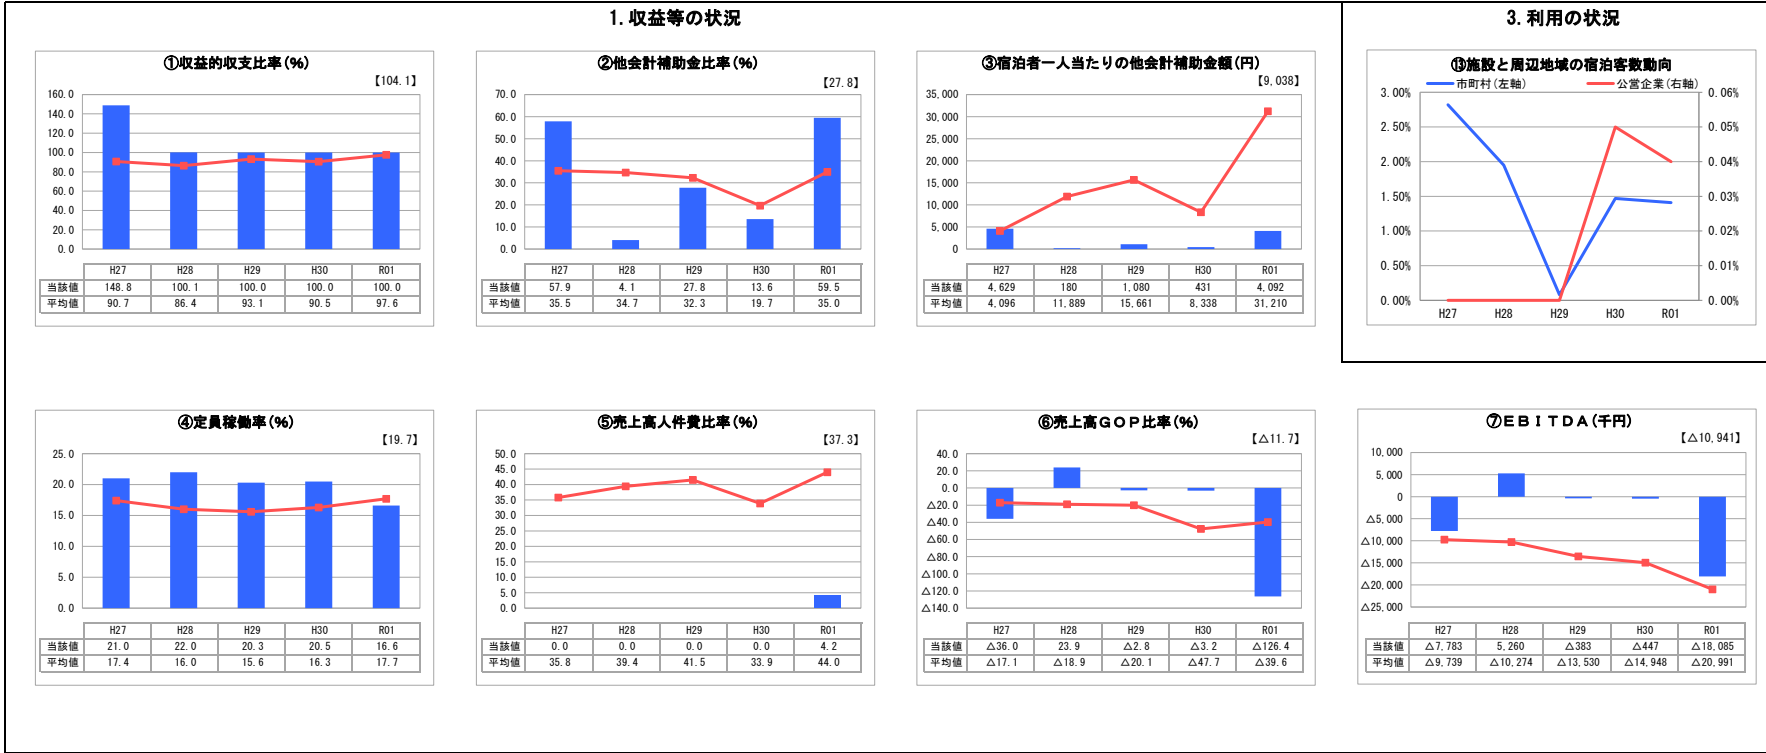 1. 収益等の状況
3. 利用の状況
①収益的収支比率(%)
【104.1】
160.0
140.0
120.0
100.0
80.0
60.0
40.0
20.0
0.0
H27 H28 H29 H30 R01
当該値 148.8 100.1 100.0 100.0 100.0
平均値 90.7 86.4 93.1 90.5 97.6
②他会計補助金比率(%)
【27.8】
70.0
60.0
50.0
40.0
30.0
20.0
10.0
0.0
H27 H28 H29 H30 R01
当該値 57.9 4.1 27.8 13.6 59.5
平均値 35.5 34.7 32.3 19.7 35.0
③宿泊者一人当たりの他会計補助金額(円)
【9,038】
35,000
30,000
25,000
20,000
15,000
10,000
5,000
0
H27 H28 H29 H30 R01
当該値 4,629 180 1,080 431 4,092
平均値 4,096 11,889 15,661 8,338 31,210
⑬施設と周辺地域の宿泊客数動向
市町村(左軸) 公営企業(右軸)
3.00% 0.06%
2.50% 0.05%
2.00% 0.04%
1.50% 0.03%
1.00% 0.02%
0.50% 0.01%
0.00% 0.00%
H27 H28 H29 H30 R01
④定員稼働率(%)
【19.7】
25.0
20.0
15.0
10.0
5.0
0.0
H27 H28 H29 H30 R01
当該値 21.0 22.0 20.3 20.5 16.6
平均値 17.4 16.0 15.6 16.3 17.7
⑤売上高人件費比率(%)
【37.3】
50.0
45.0
40.0
35.0
30.0
25.0
20.0
15.0
10.0
5.0
0.0
H27 H28 H29 H30 R01
当該値 0.0 0.0 0.0 0.0 4.2
平均値 35.8 39.4 41.5 33.9 44.0
⑥売上高GOP比率(%)
【△11.7】
40.0
20.0
0.0
△20.0
△40.0
△60.0
△80.0
△100.0
△120.0
△140.0
H27 H28 H29 H30 R01
当該値 △36.0 23.9 △2.8 △3.2 △126.4
平均値 △17.1 △18.9 △20.1 △47.7 △39.6
⑦EBITDA(千円)
【△10,941】
10,000
5,000
0
△5,000
△10,000
△15,000
△20,000
△25,000
H27 H28 H29 H30 R01
当該値 △7,783 5,260 △383 △447 △18,085
平均値 △9,739 △10,274 △13,530 △14,948 △20,991